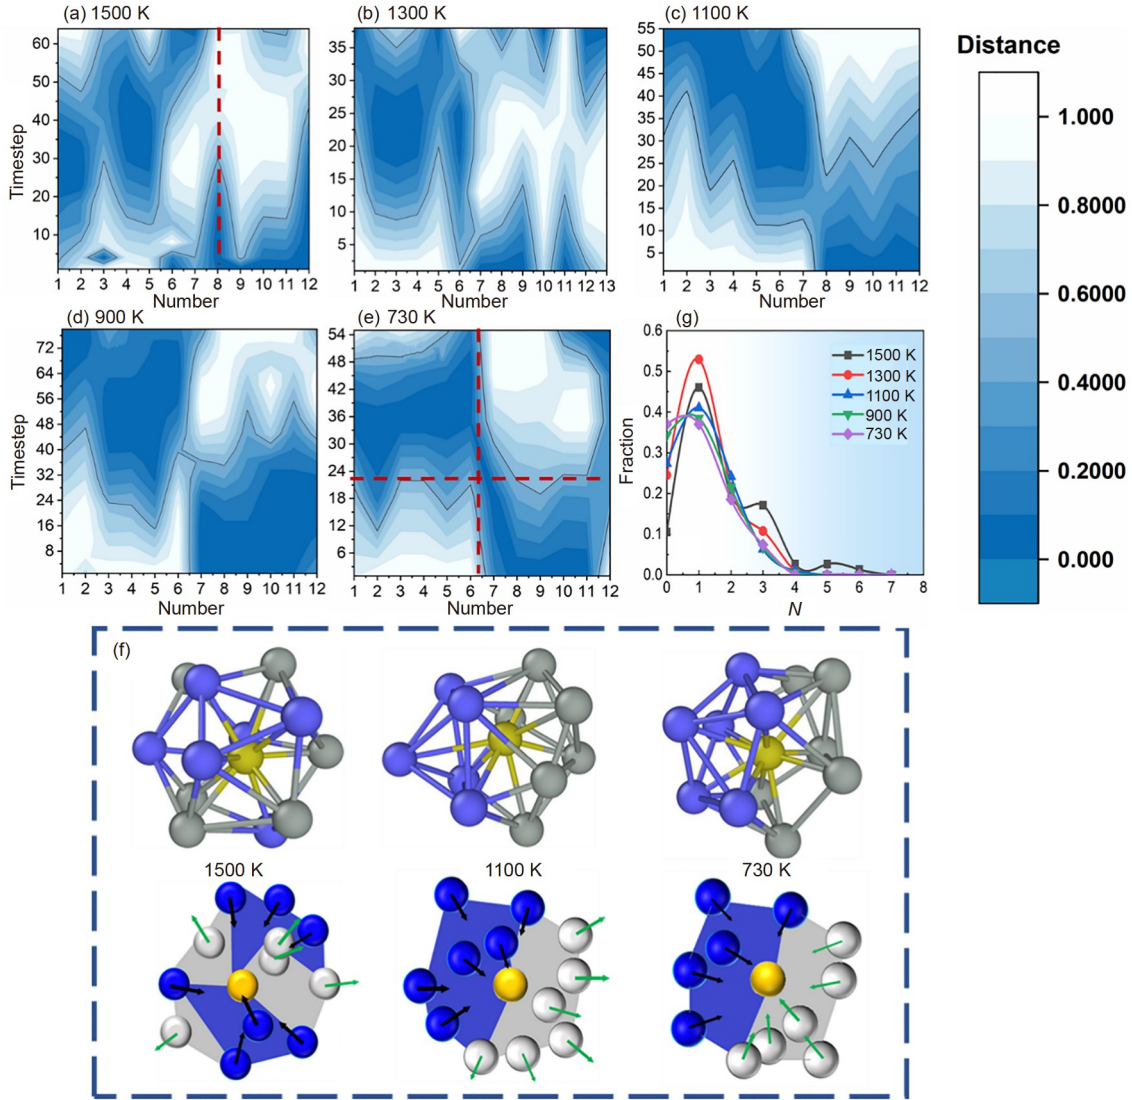 (a) 1500 K
(b) 1300 K
(c) 1100 K
Distance
Timestep
60
50
40
30
20
10
1 2 3 4 5 6 7 8 9 10 11 12
Number
35
30
25
20
15
10
5
1 2 3 4 5 6 7 8 9 10 11 12 13
Number
55
50
45
40
35
30
25
20
15
10
5
1 2 3 4 5 6 7 8 9 10 11 12
Number
1.000
0.8000
0.6000
0.4000
0.2000
0.000
(d) 900 K
(e) 730 K
(g)
Timestep
72
64
56
48
40
32
24
16
8
1 2 3 4 5 6 7 8 9 10 11 12
Number
54
48
42
36
30
24
18
12
6
1 2 3 4 5 6 7 8 9 10 11 12
Number
Fraction
0.6
0.5
0.4
0.3
0.2
0.1
0.0
0 1 2 3 4 5 6 7 8
N
1500 K
1300 K
1100 K
900 K
730 K
(f)
1500 K
1100 K
730 K